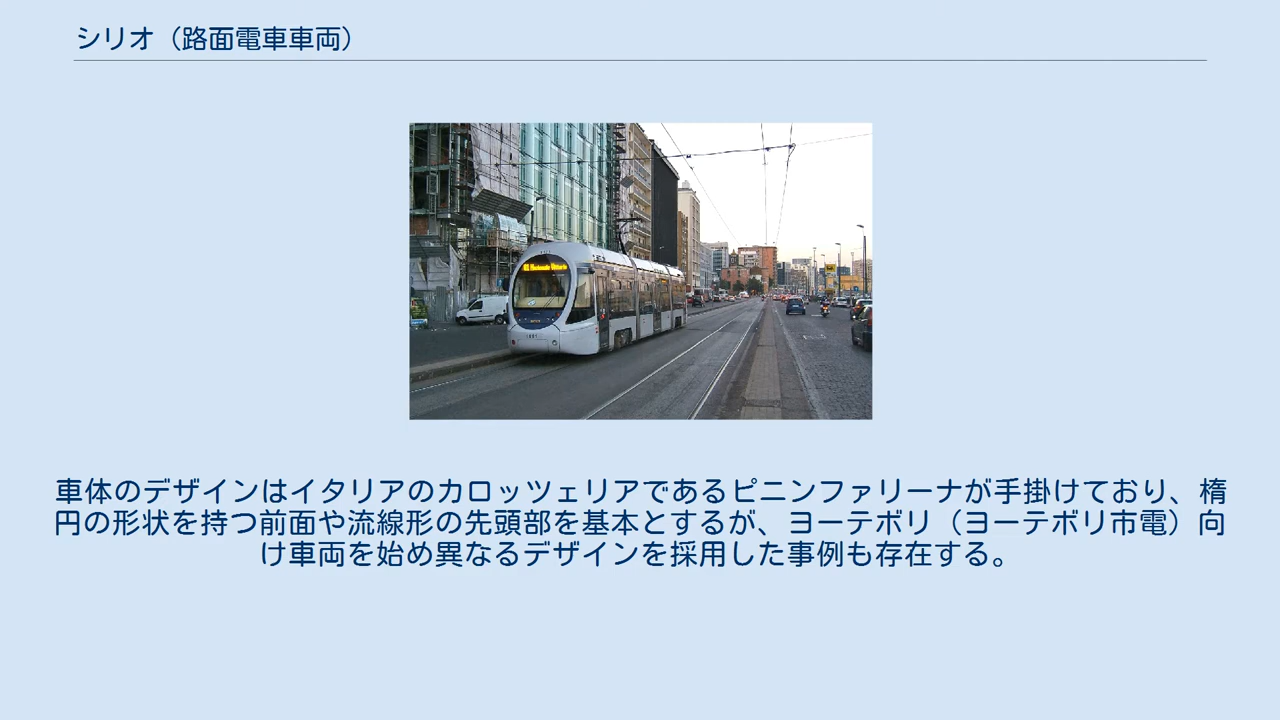 シリオ（路面電車車両）
車体のデザインはイタリアのカロッツェリアであるピニンファリーナが手掛けており、楕
円の形状を持つ前面や流線形の先頭部を基本とするが、ヨーテボリ（ヨーテボリ市電）向
け車両を始め異なるデザインを採用した事例も存在する。